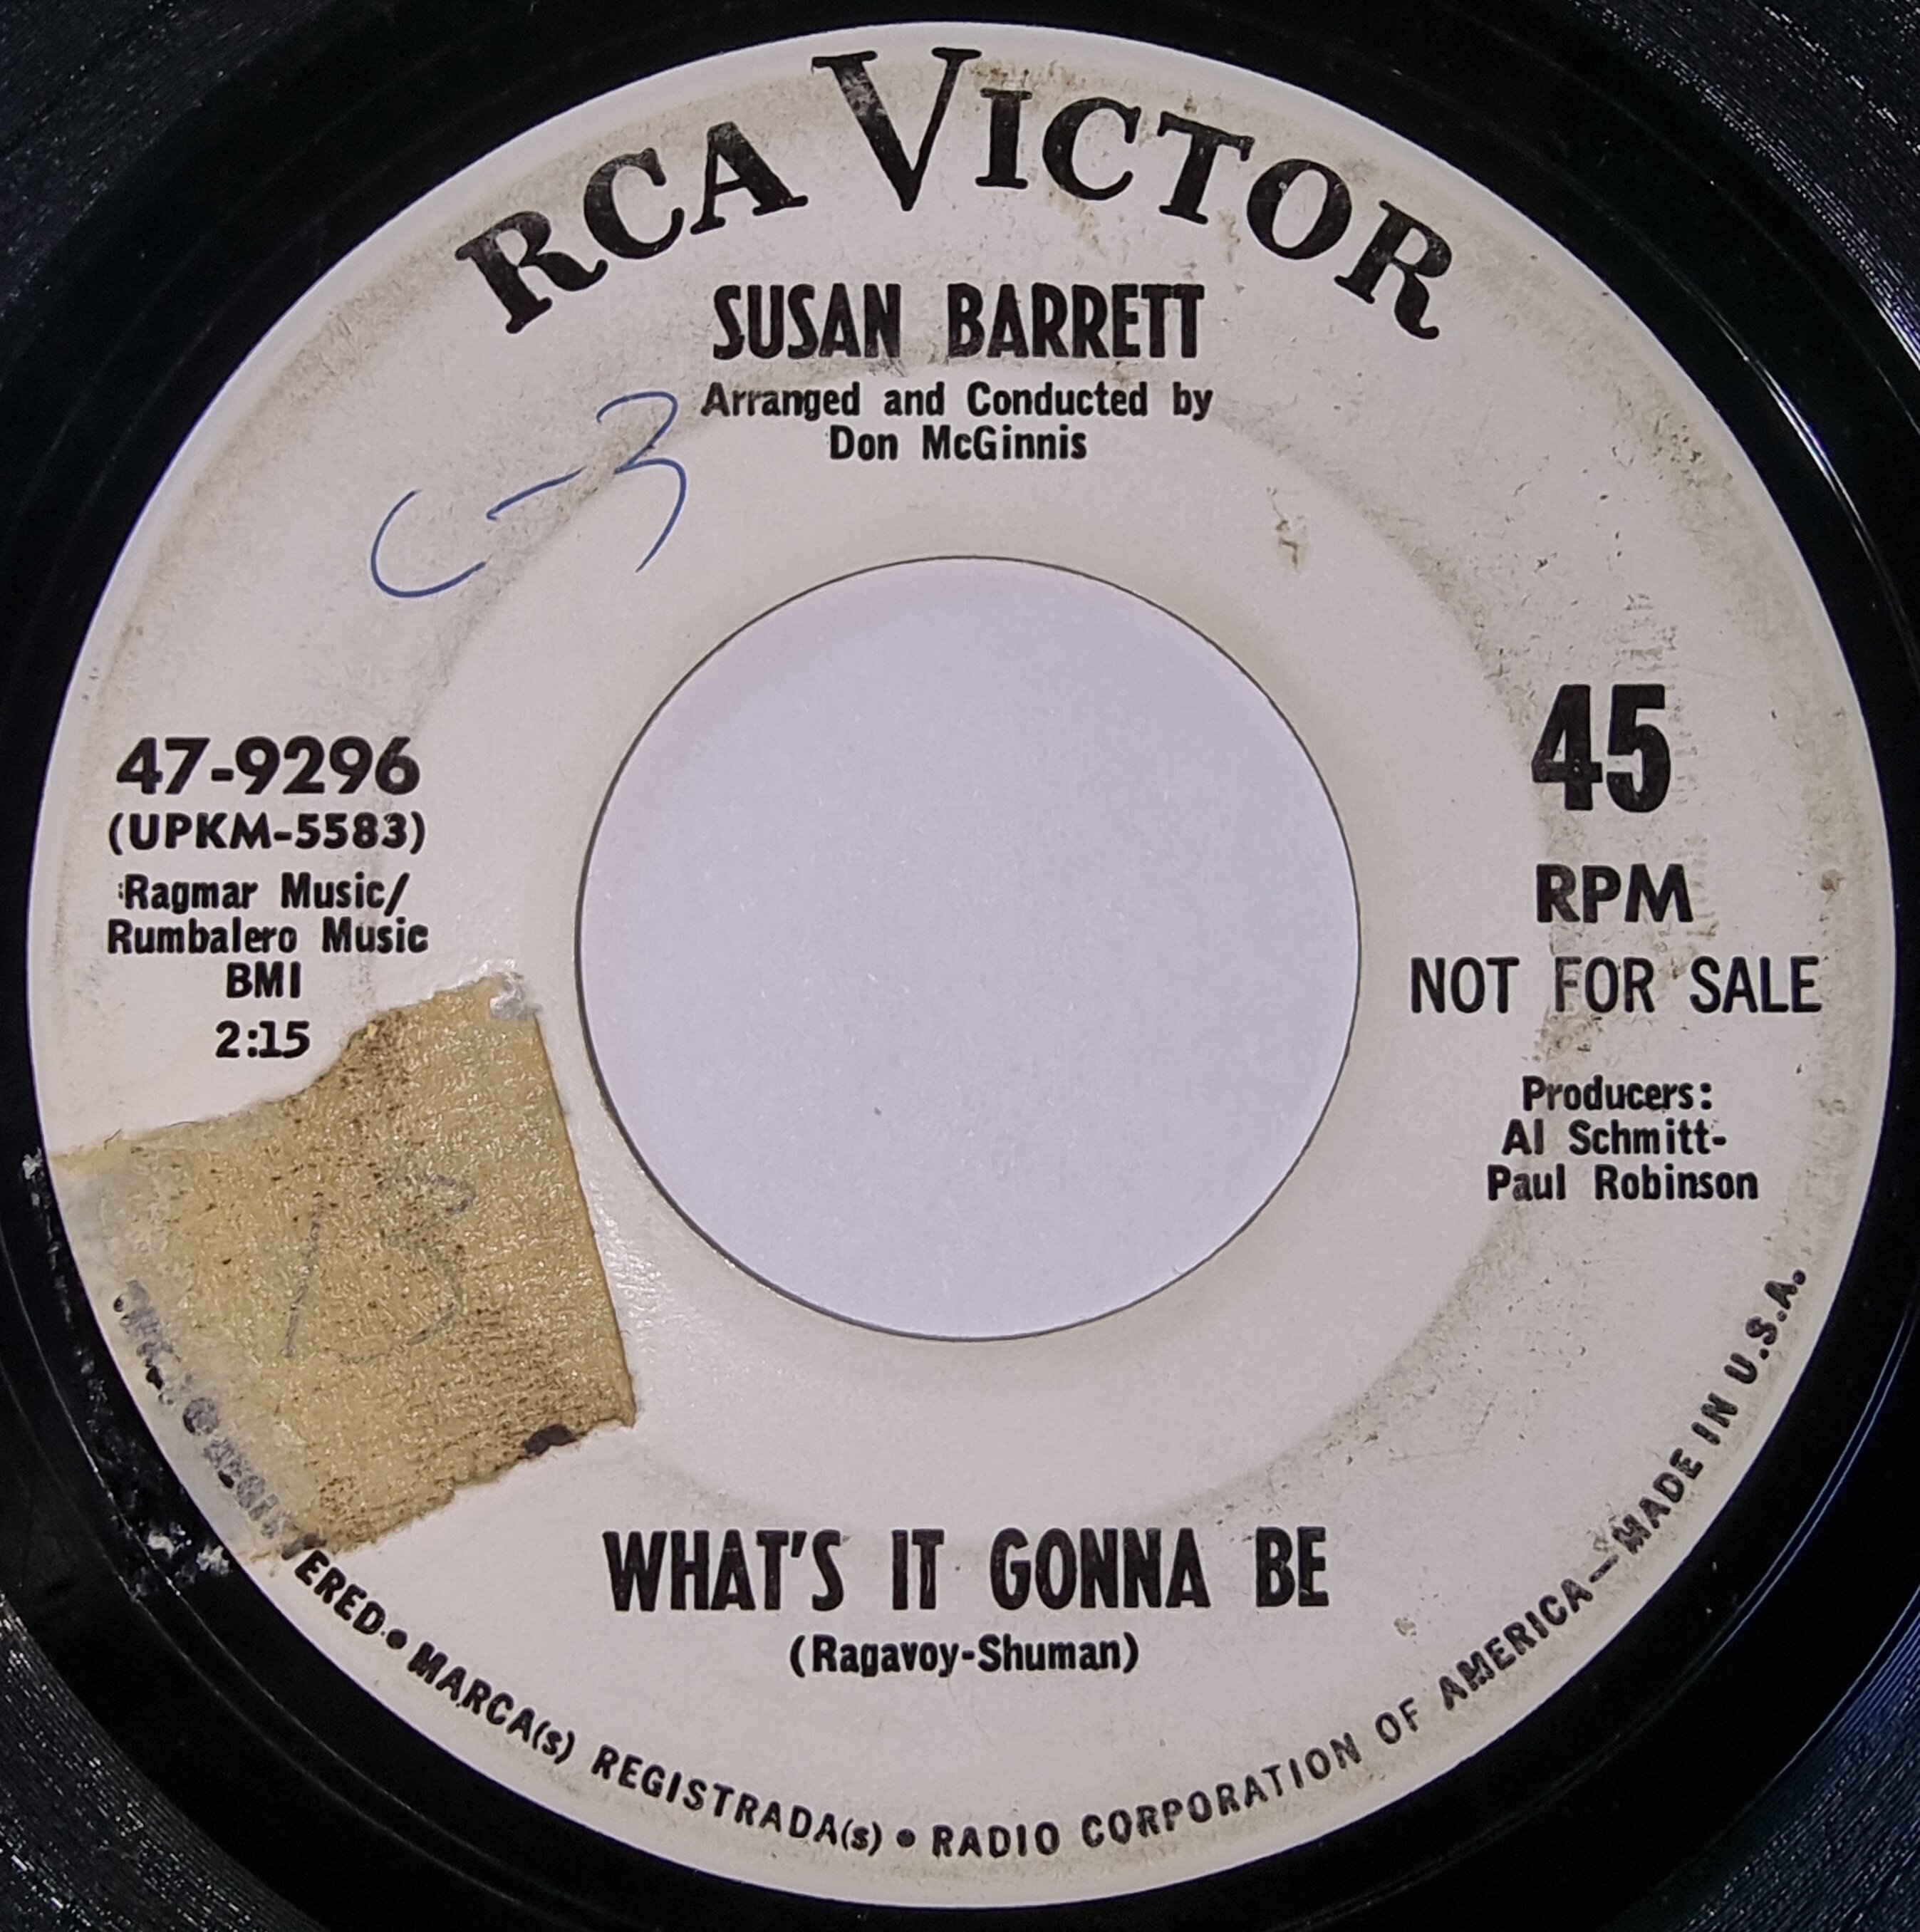 RCA VICTOR
SUSAN BARRETT
Arranged and Conducted by
Don McGinnis
C-3
47-9296
(UPKM-5583)
Ragmar Music/
Rumbalero Music
BMI
2:15
45
RPM
NOT FOR SALE
Producers:
Al Schmitt-
Paul Robinson
13
WHAT'S IT GONNA BE
(Ragavoy-Shuman)
MARCA(s) REGISTRADA(s) • RADIO CORPORATION OF AMERICA—MADE IN U.S.A.